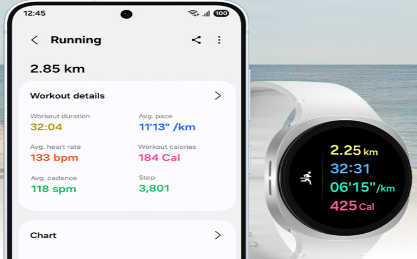 12:45
100
Running
2.85 km
Workout details
Workout duration
Avg. pace
32:04
11'13" /km
Avg. heart rate
Workout calories
133 bpm
184 Cal
Avg. cadence
Step
118 spm
3,801
Chart
2.25 km
32:31
06'15"/km
425 Cal